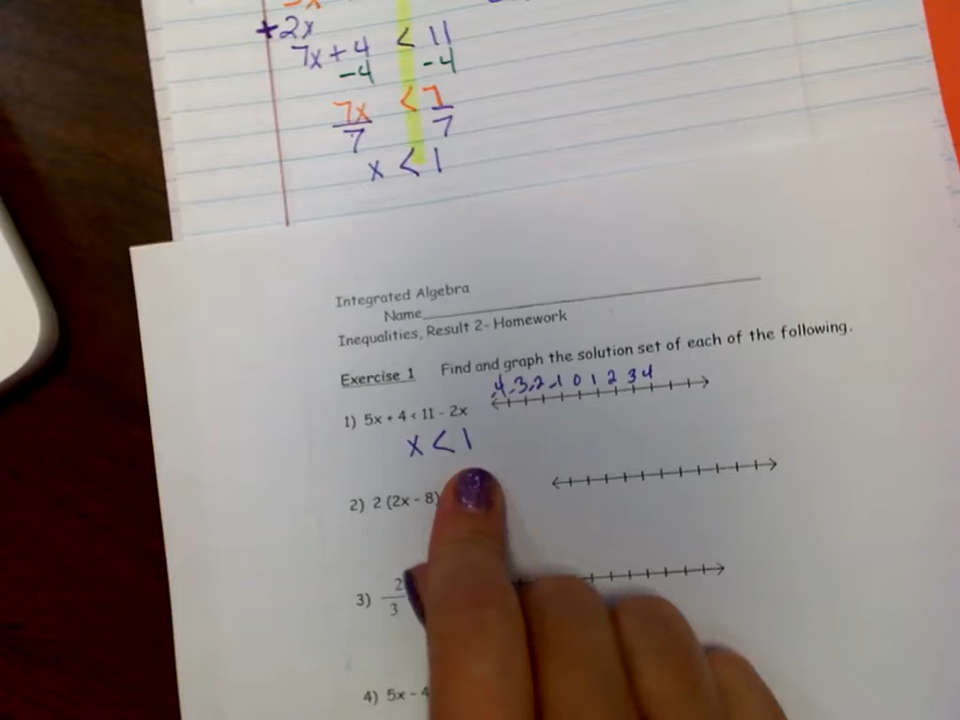 +2x
7x + 4 < 11
-4 -4
7x < 7
7 7
x < 1
Integrated Algebra
Name
Inequalities, Result 2- Homework
Exercise 1 Find and graph the solution set of each of the following.
-4 -3 -2 -1 0 1 2 3 4
1) 5x + 4 < 11 - 2x
x < 1
2) 2 (2x - 8)
3) 2
3
4) 5x - 4